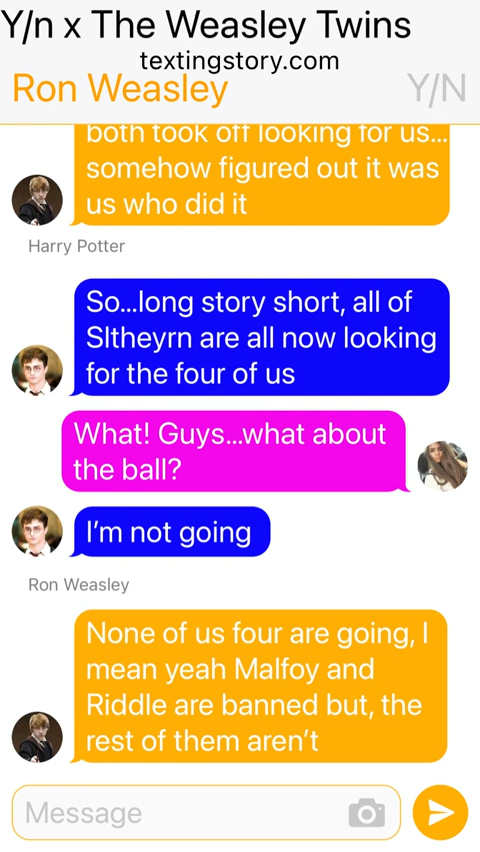 Y/n x The Weasley Twins
textingstory.com
Ron Weasley
Y/N
both took off looking for us...
somehow figured out it was
us who did it
Harry Potter
So...long story short, all of
Sltheyrn are all now looking
for the four of us
What! Guys...what about
the ball?
I'm not going
Ron Weasley
None of us four are going, I
mean yeah Malfoy and
Riddle are banned but, the
rest of them aren't
Message